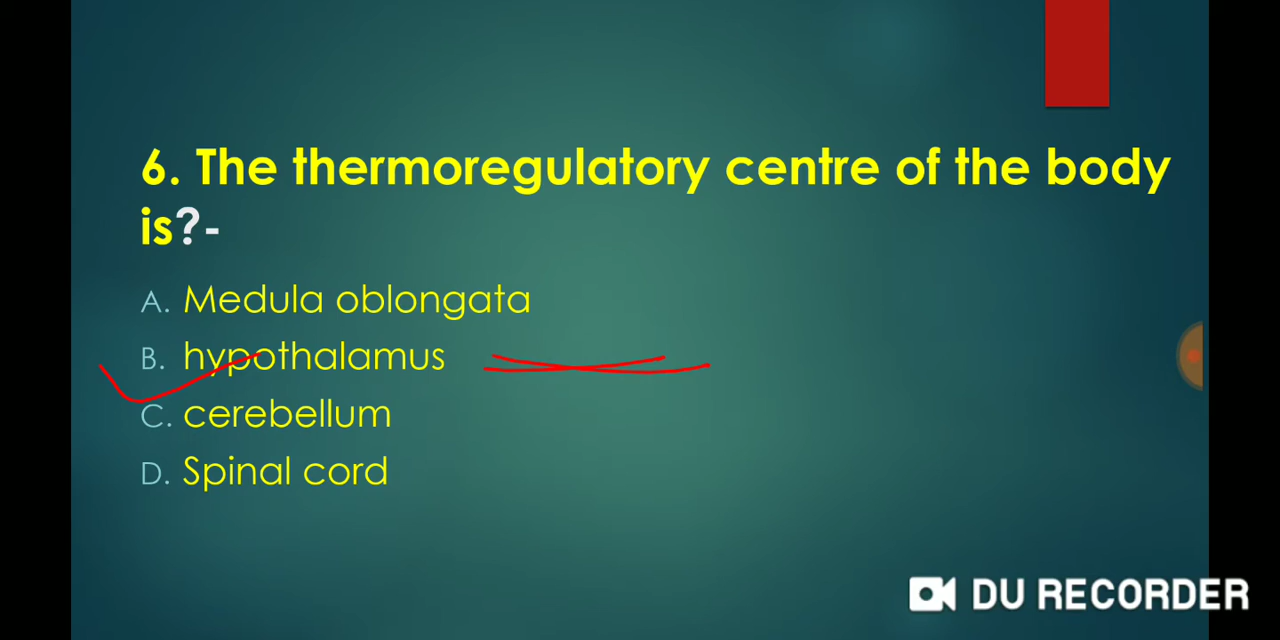 6. The thermoregulatory centre of the body
is?-
A. Medula oblongata
B. hypothalamus
C. cerebellum
D. Spinal cord
DU RECORDER